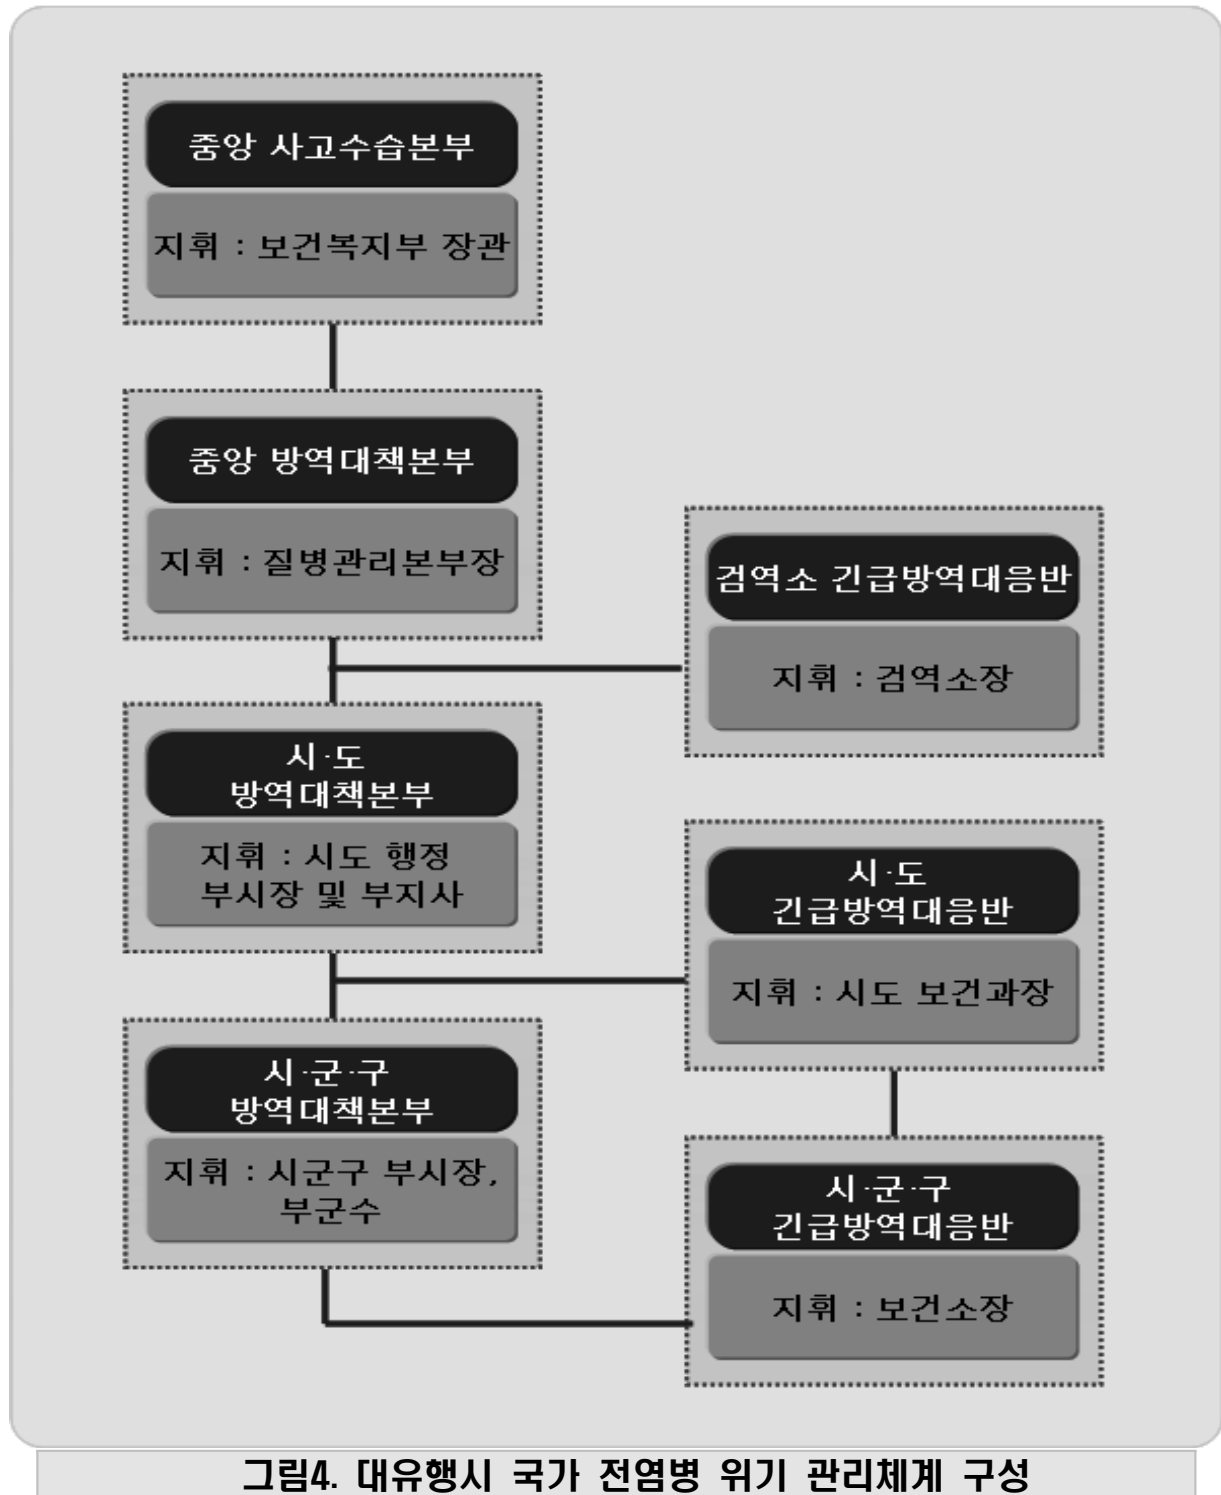 중앙 사고수습본부
지휘 : 보건복지부 장관
중앙 방역대책본부
지휘 : 질병관리본부장
검역소 긴급방역대응반
지휘 : 검역소장
시·도
방역대책본부
지휘 : 시도 행정
부시장 및 부지사
시·도
긴급방역대응반
지휘 : 시도 보건과장
시·군·구
방역대책본부
지휘 : 시군구 부시장,
부군수
시·군·구
긴급방역대응반
지휘 : 보건소장
그림4. 대유행시 국가 전염병 위기 관리체계 구성